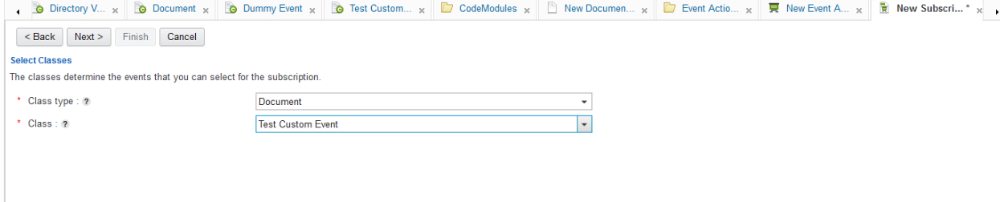 Directory V... x Document x Dummy Event x Test Custom... x CodeModules x New Documen... x Event Actio... x New Event A... x New Subscri... * x
< Back Next > Finish Cancel
Select Classes
The classes determine the events that you can select for the subscription.
* Class type : ? Document
* Class : ? Test Custom Event